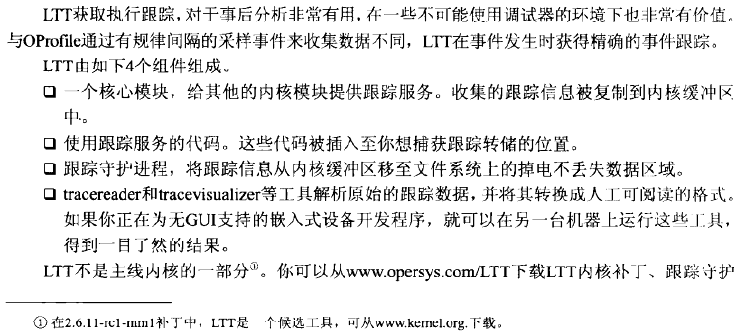 LTT获取执行跟踪，对于事后分析非常有用，在一些不可能使用调试器的环境下也非常有价值。
与OProfile通过有规律间隔的采样事件来收集数据不同，LTT在事件发生时获得精确的事件跟踪。
LTT由如下4个组件组成。
❑ 一个核心模块，给其他的内核模块提供跟踪服务。收集的跟踪信息被复制到内核缓冲区
中。
❑ 使用跟踪服务的代码。这些代码被插入至你想捕获跟踪转储的位置。
❑ 跟踪守护进程，将跟踪信息从内核缓冲区移至文件系统上的掉电不丢失数据区域。
❑ tracereader和tracevisualizer等工具解析原始的跟踪数据，并将其转换成人工可阅读的格式。
如果你正在为无GUI支持的嵌入式设备开发程序，就可以在另一台机器上运行这些工具，
得到一目了然的结果。
LTT不是主线内核的一部分①。你可以从www.opersys.com/LTT下载LTT内核补丁、跟踪守护
① 在2.6.11-rc1-mm1补丁中，LTT是一个候选工具，可从www.kernel.org下载。